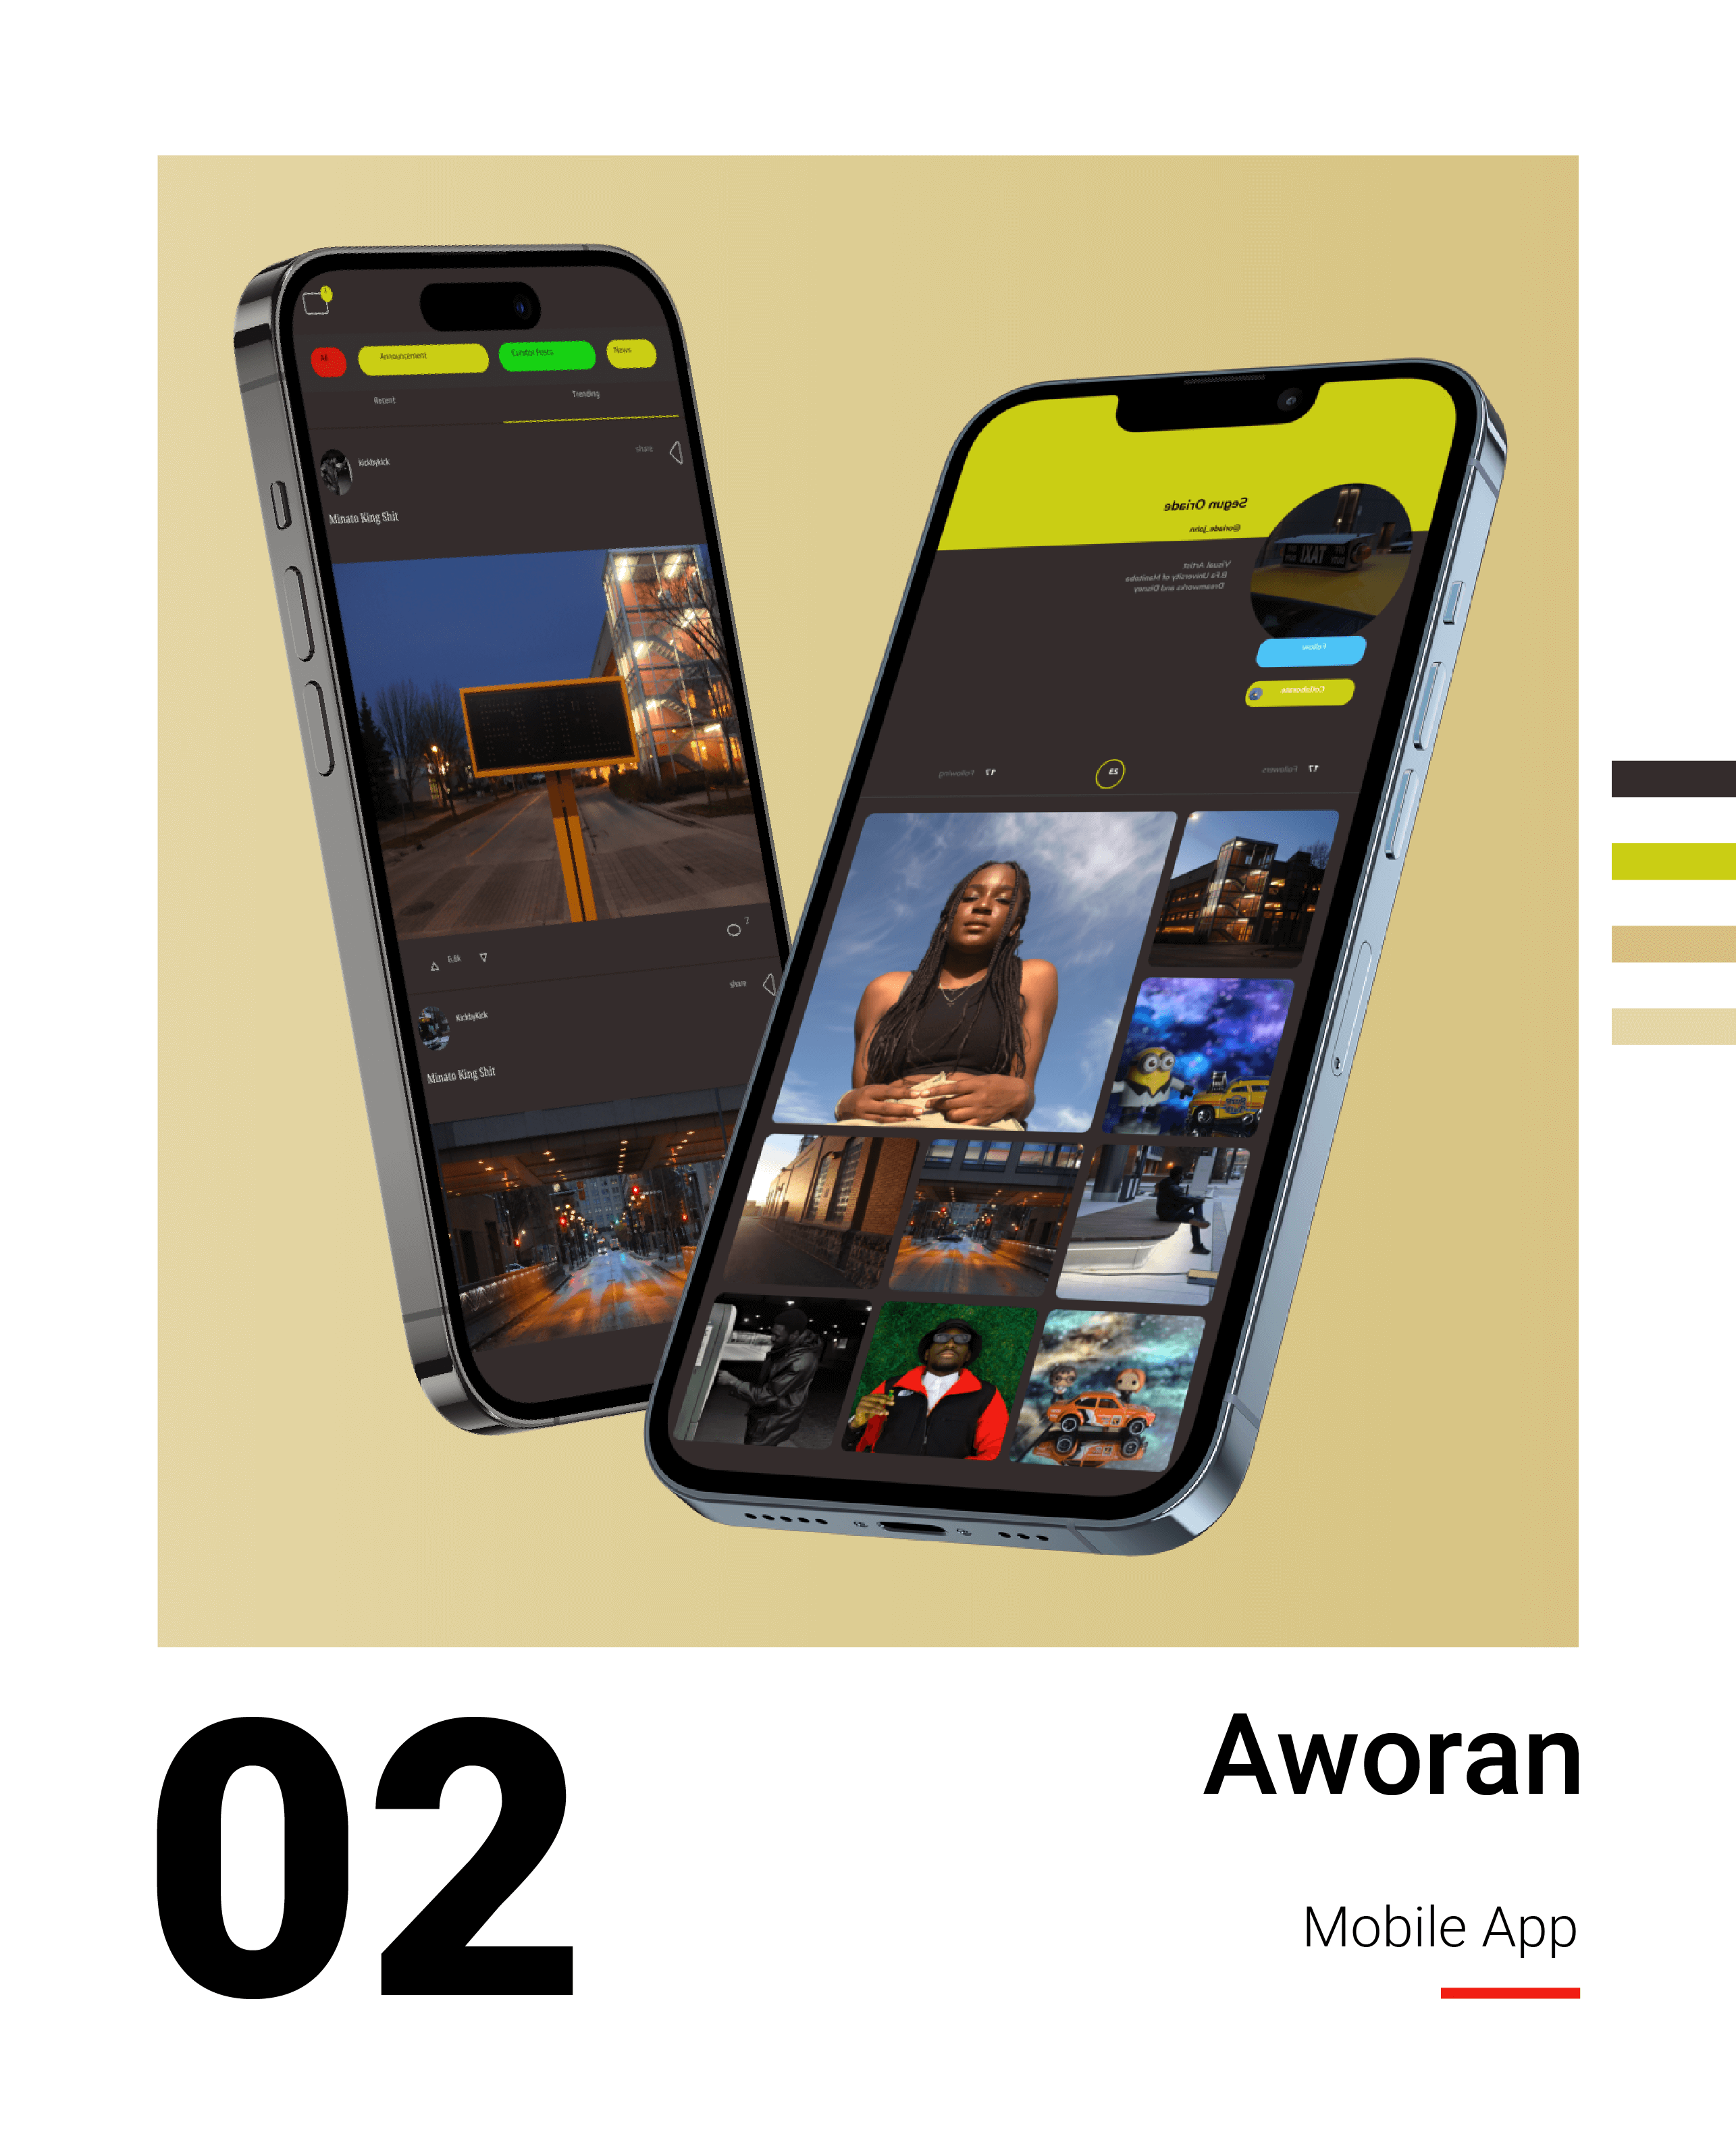 All
Announcement
Curator Posts
News
Recent
Trending
kickbykick
share
Minato King Shit
FULL
8.8k
7
share
KickbyKick
Minato King Shit
Segun Oriade
@oriade_john
Visual Artist
B.F.a University of Manitoba
Dreamworks and Disney
TAXI
Follow
Collaborate
17 Followers
23
17 Following
02
Aworan
Mobile App